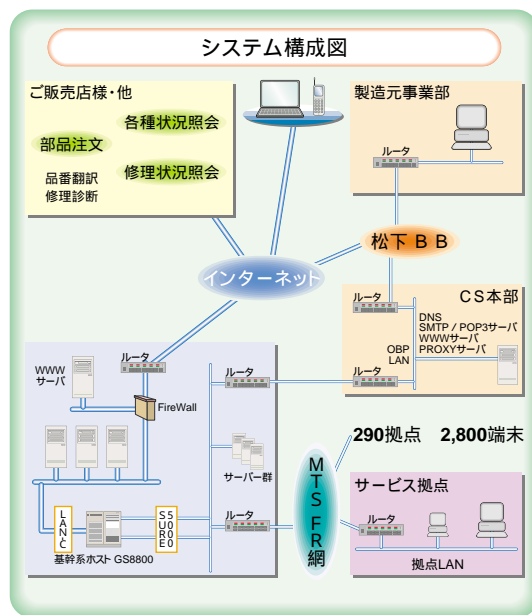 システム構成図
ご販売店様・他
各種状況照会
部品注文
修理状況照会
品番翻訳
修理診断
製造元事業部
ルータ
松下 B B
インターネット
CS本部
ルータ
DNS
SMTP / POP3サーバ
WWWサーバ
PROXYサーバ
OBP
LAN
ルータ
ルータ
WWW
サーバ
FireWall
ルータ
サーバー群
ルータ
LANC
SURE
5000
基幹系ホスト GS8800
MTS FR網
290拠点 2,800端末
サービス拠点
ルータ
拠点LAN